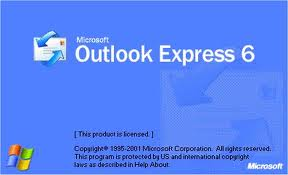 Microsoft
Outlook Express 6
[ This product is licensed. ]
Copyright© 1995-2001 Microsoft Corporation. All rights reserved.
This program is protected by US and international copyright
laws as described in Help About.
Microsoft